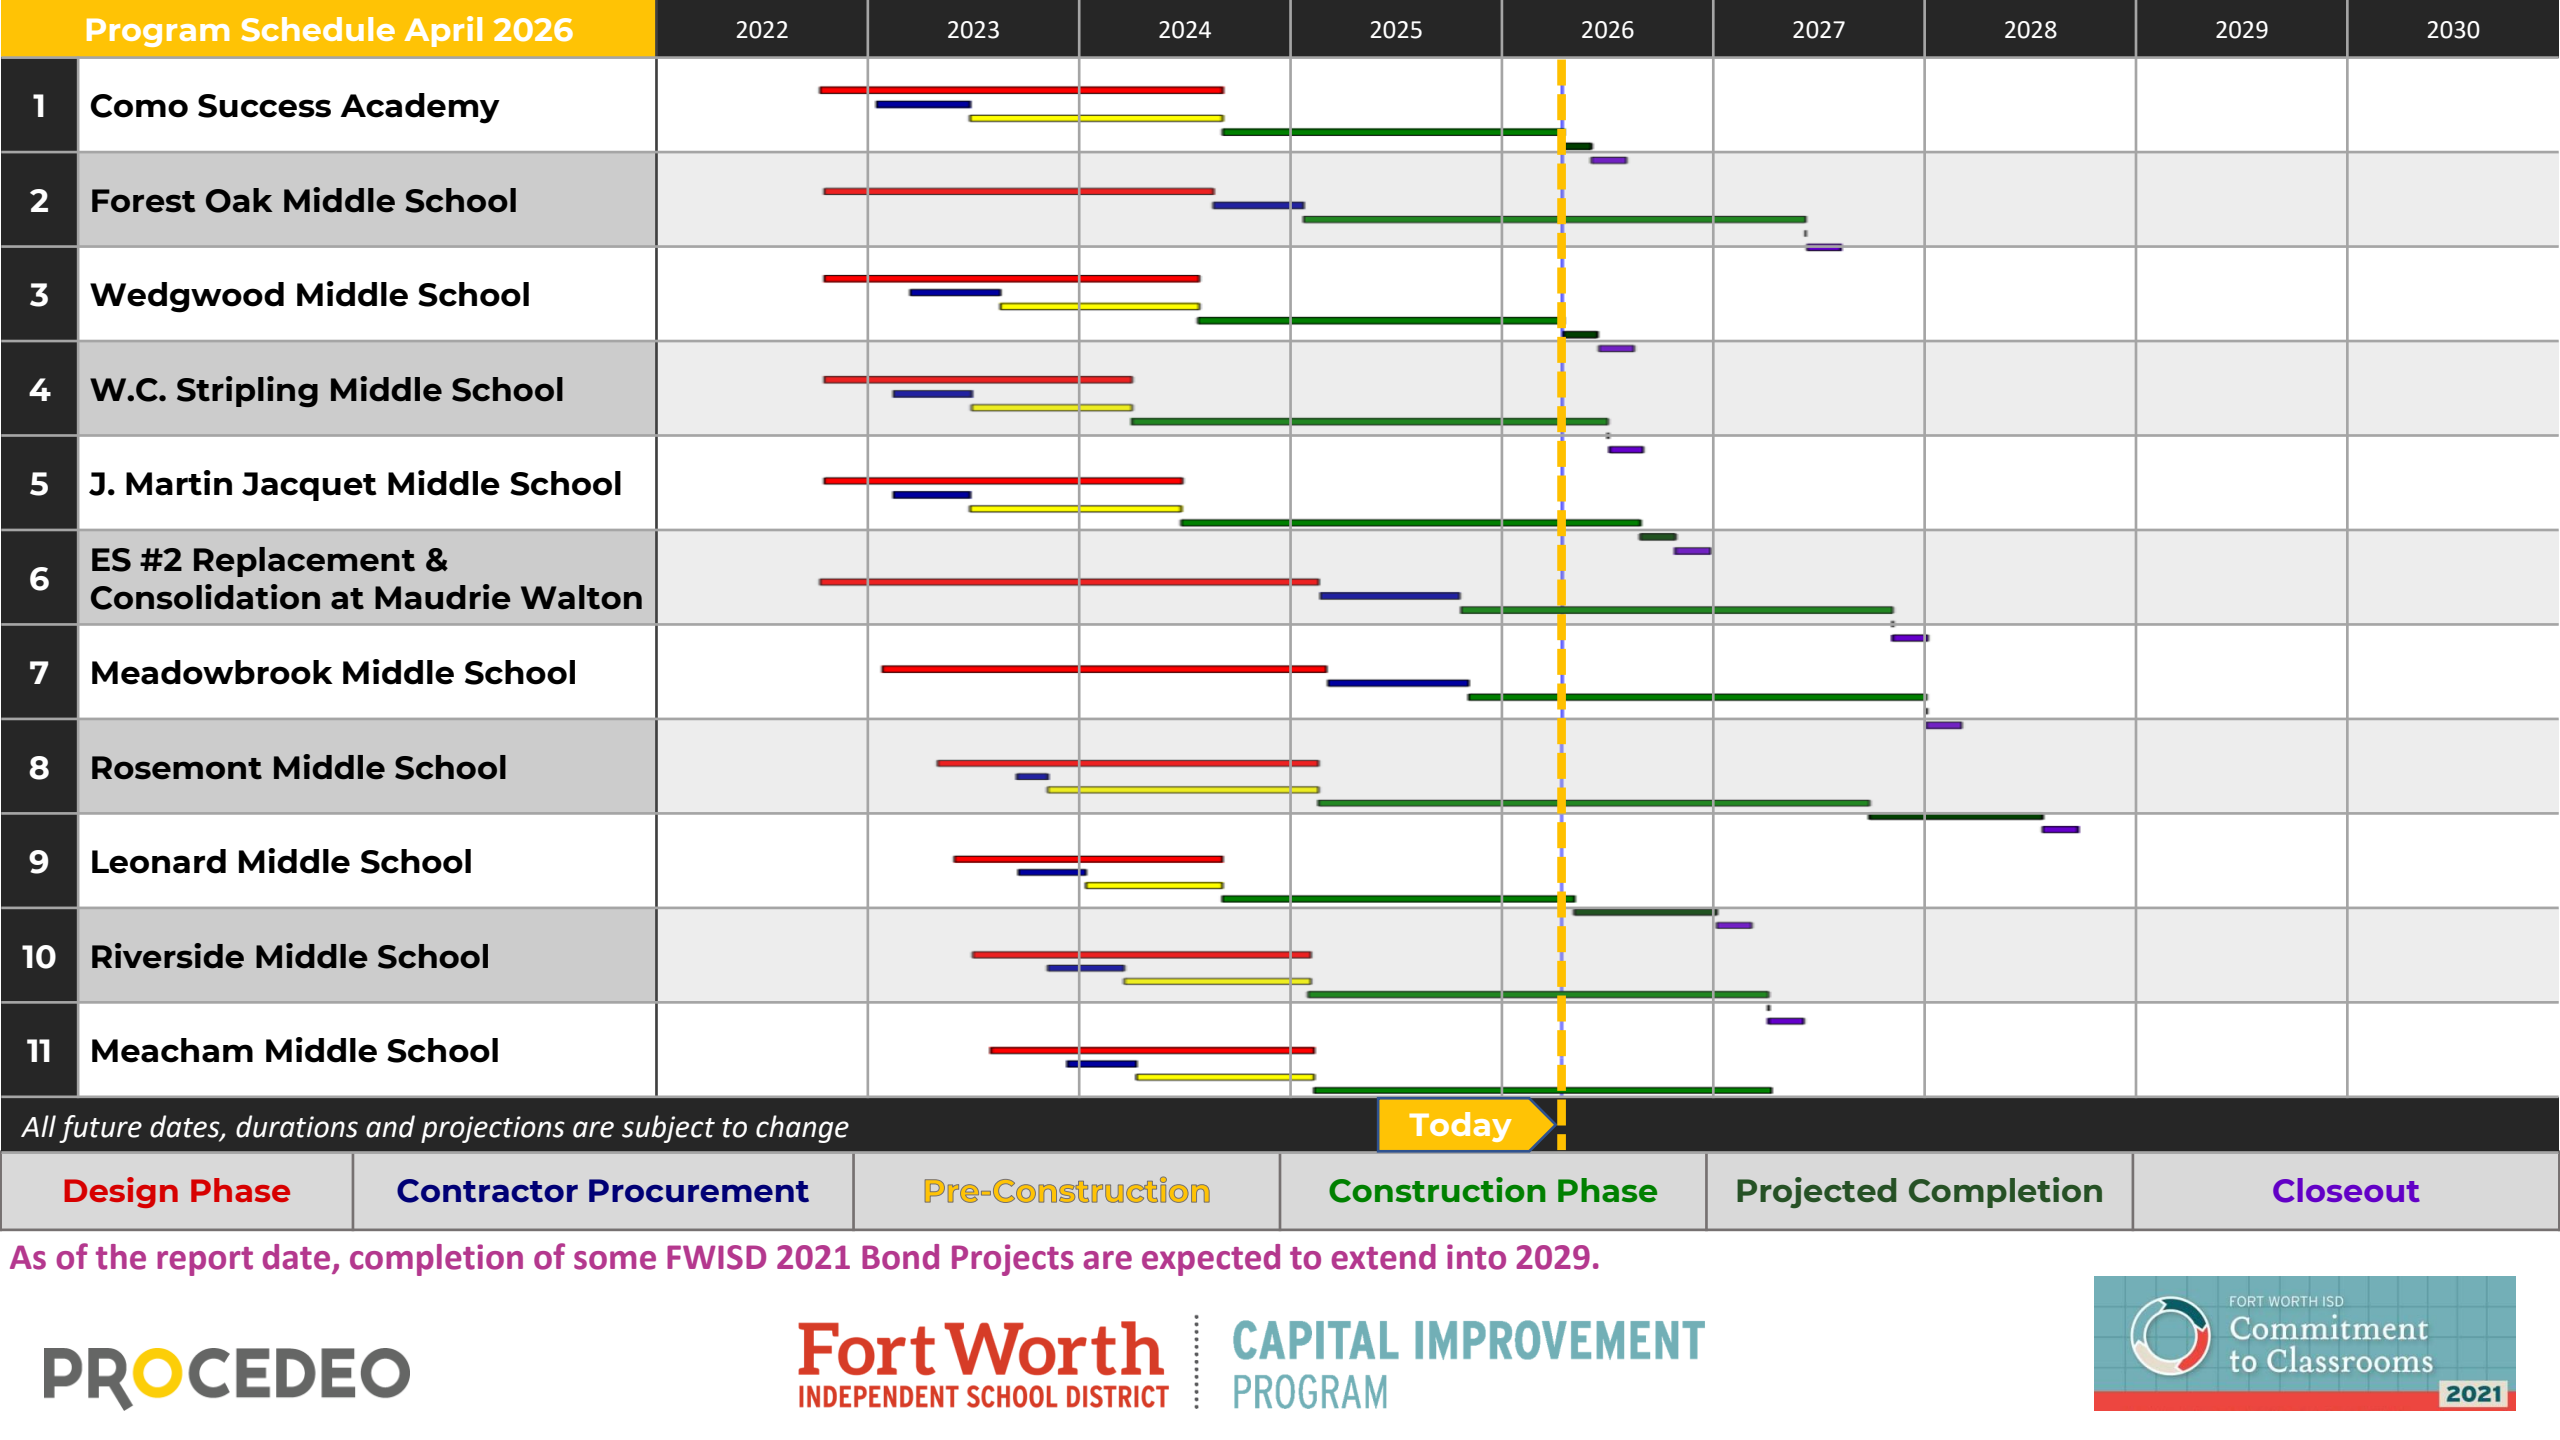 Program Schedule April 2026
2022
2023
2024
2025
2026
2027
2028
2029
2030
1
Como Success Academy
2
Forest Oak Middle School
3
Wedgwood Middle School
4
W.C. Stripling Middle School
5
J. Martin Jacquet Middle School
6
ES #2 Replacement &
Consolidation at Maudrie Walton
7
Meadowbrook Middle School
8
Rosemont Middle School
9
Leonard Middle School
10
Riverside Middle School
11
Meacham Middle School
All future dates, durations and projections are subject to change
Today
Design Phase
Contractor Procurement
Pre-Construction
Construction Phase
Projected Completion
Closeout
As of the report date, completion of some FWISD 2021 Bond Projects are expected to extend into 2029.
PROCEDEO
Fort Worth
INDEPENDENT SCHOOL DISTRICT
CAPITAL IMPROVEMENT
PROGRAM
FORT WORTH ISD
Commitment
to Classrooms
2021